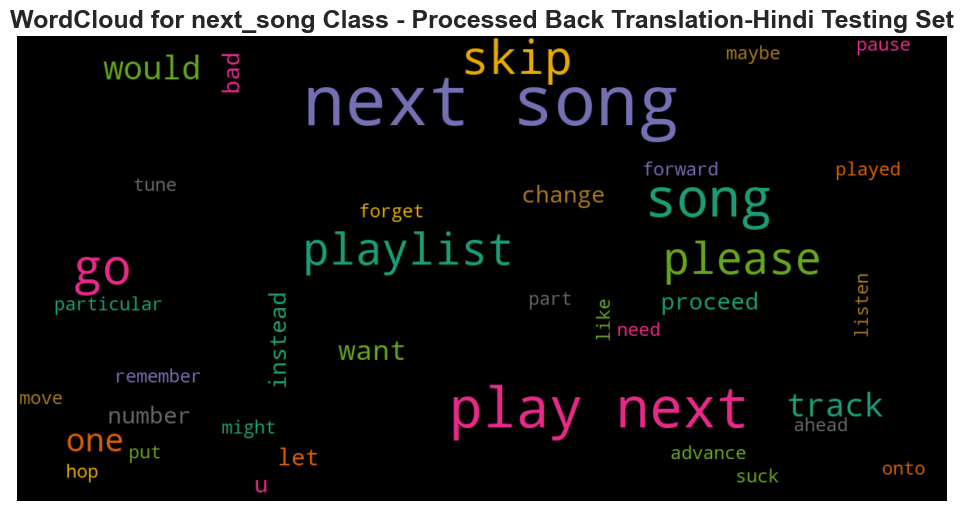 WordCloud for next_song Class - Processed Back Translation-Hindi Testing Set
would
bad
skip
maybe
pause
next song
tune
forward
played
forget
change
song
playlist
please
go
particular
instead
part
like
proceed
listen
need
want
remember
move
number
play next
track
ahead
might
one
put
let
advance
hop
suck
onto
u